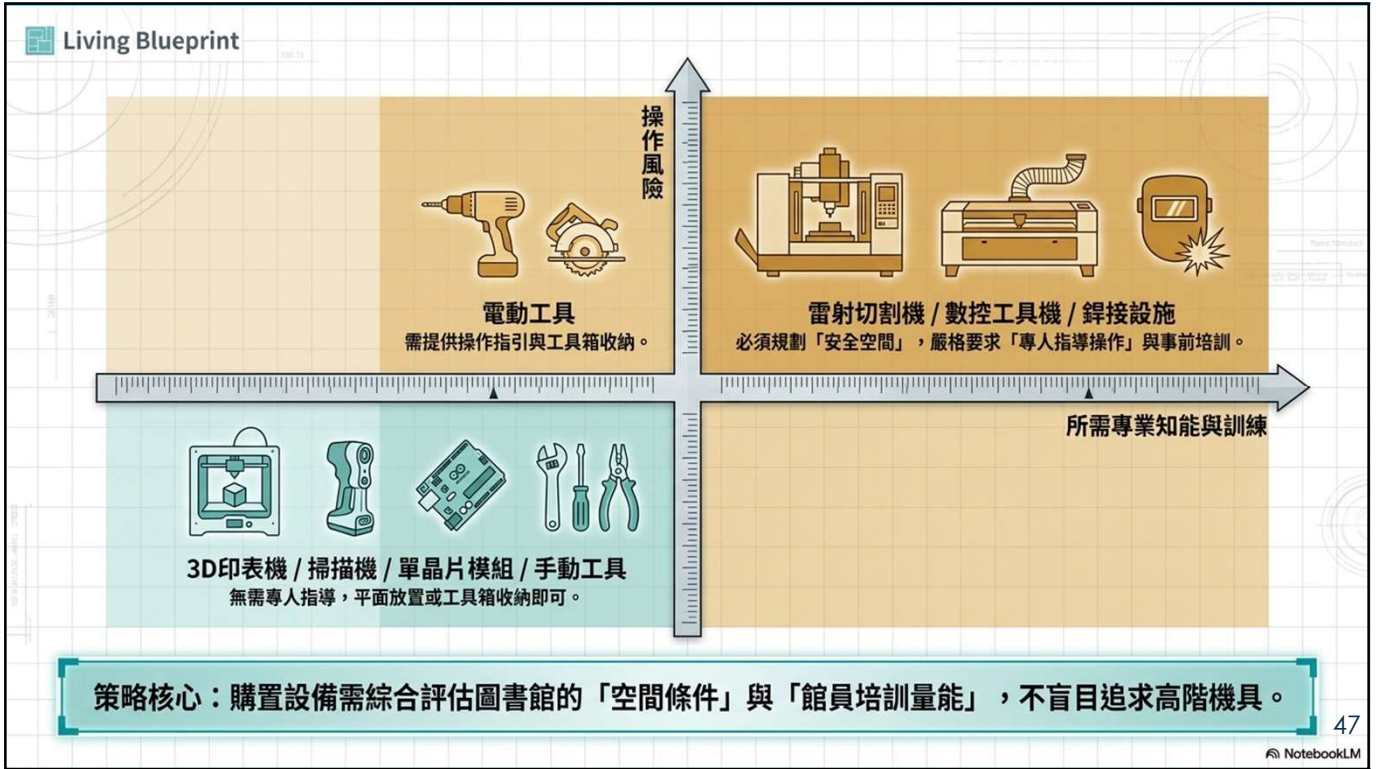 Living Blueprint
操作風險
電動工具
需提供操作指引與工具箱收納。
雷射切割機 / 數控工具機 / 銲接設施
必須規劃「安全空間」，嚴格要求「專人指導操作」與事前培訓。
所需專業知能與訓練
3D印表機 / 掃描機 / 單晶片模組 / 手動工具
無需專人指導，平面放置或工具箱收納即可。
策略核心：購置設備需綜合評估圖書館的「空間條件」與「館員培訓量能」，不盲目追求高階機具。
47
NotebookLM